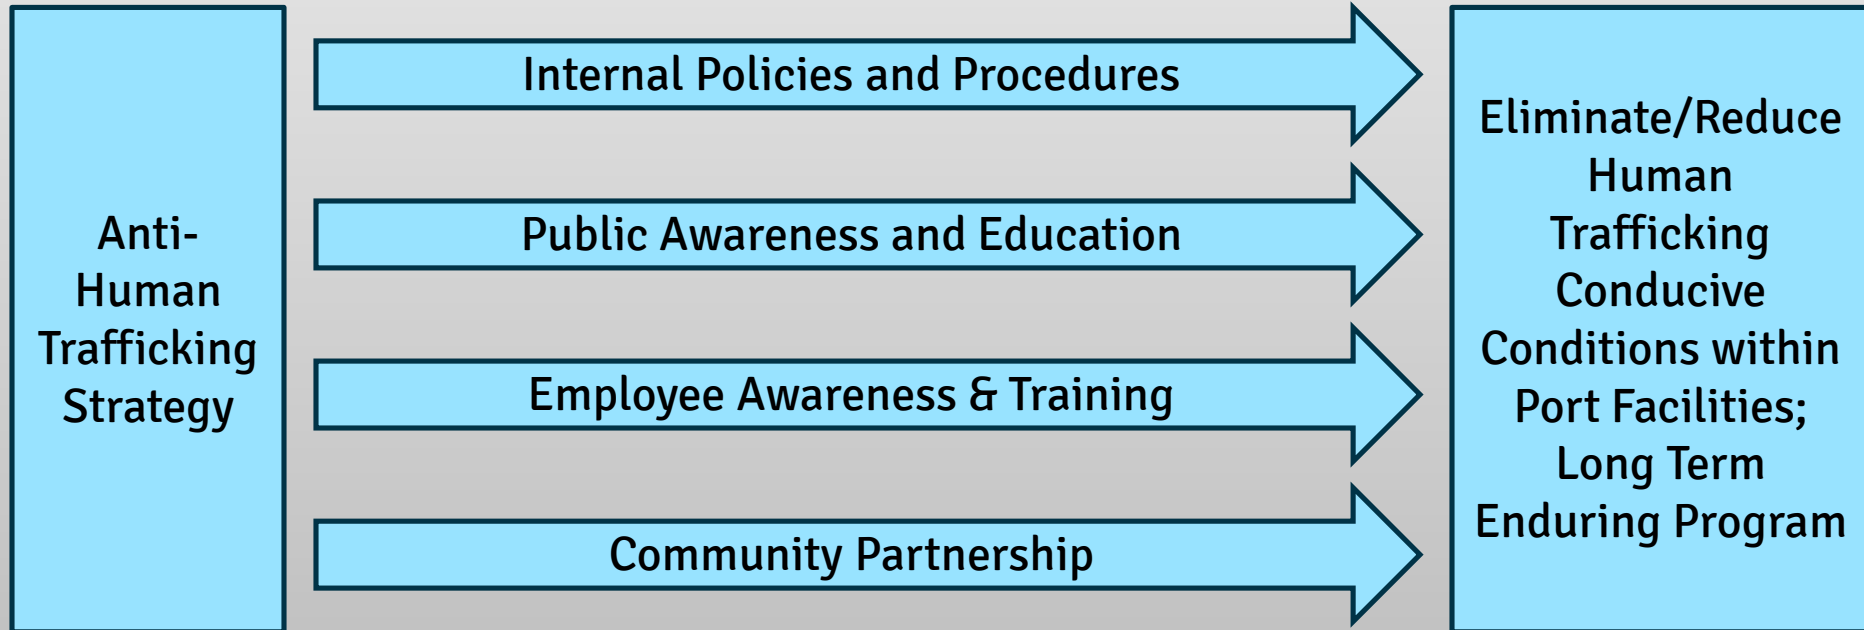 Anti-
Human
Trafficking
Strategy
Internal Policies and Procedures
Public Awareness and Education
Employee Awareness & Training
Community Partnership
Eliminate/Reduce
Human
Trafficking
Conducive
Conditions within
Port Facilities;
Long Term
Enduring Program